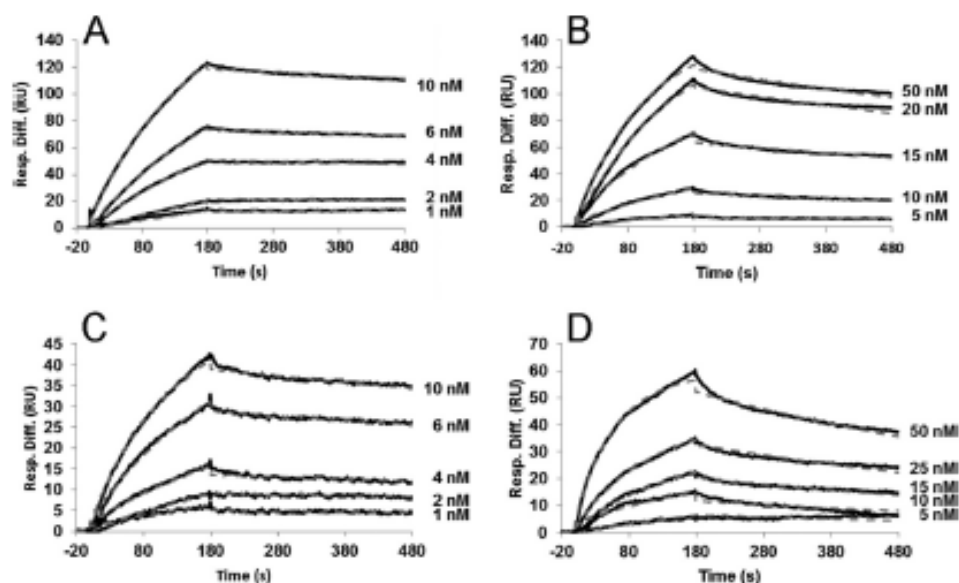 A
Resp. Diff. (RU)
140
120
100
80
60
40
20
0
-20 80 180 280 380 480
Time (s)
10 nM
6 nM
4 nM
2 nM
1 nM
B
Resp. Diff. (RU)
140
120
100
80
60
40
20
0
-20 80 180 280 380 480
Time (s)
50 nM
20 nM
15 nM
10 nM
5 nM
C
Resp. Diff. (RU)
45
40
35
30
25
20
15
10
5
0
-20 80 180 280 380 480
Time (s)
10 nM
6 nM
4 nM
2 nM
1 nM
D
Resp. Diff. (RU)
70
60
50
40
30
20
10
0
-20 80 180 280 380 480
Time (s)
50 nM
25 nM
15 nM
10 nM
5 nM